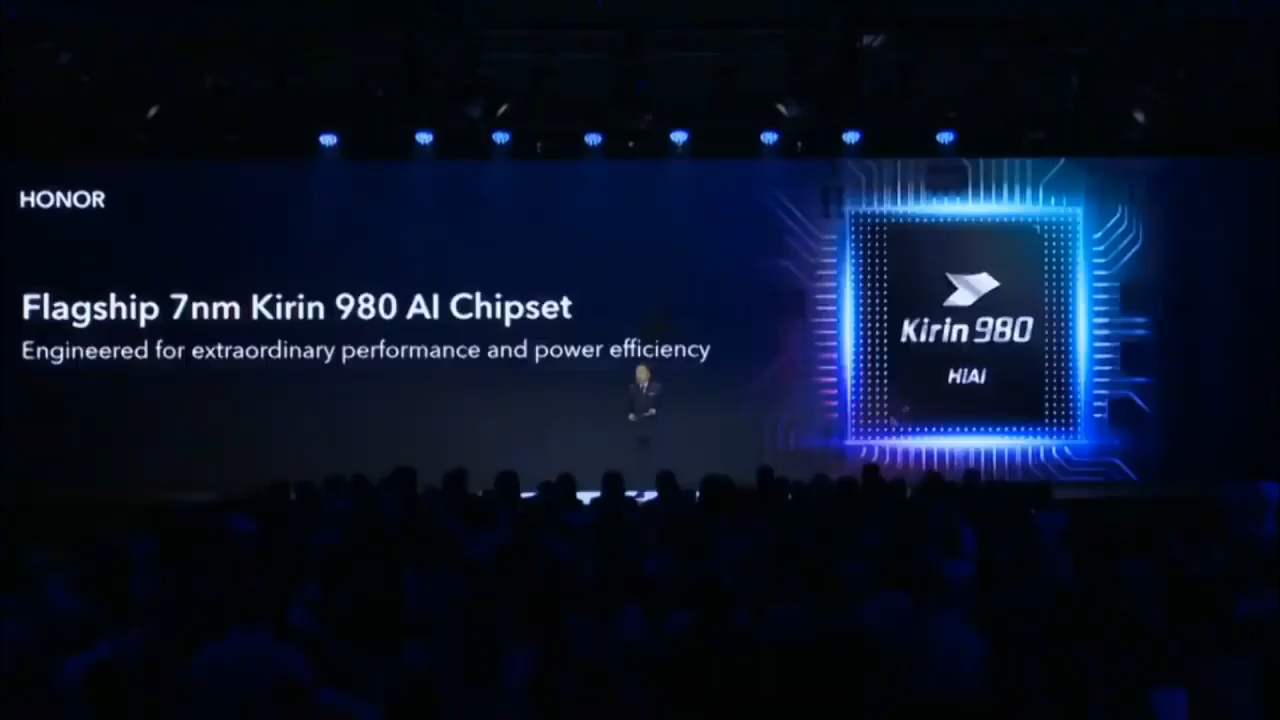 HONOR
Flagship 7nm Kirin 980 AI Chipset
Engineered for extraordinary performance and power efficiency
Kirin 980
HiAI